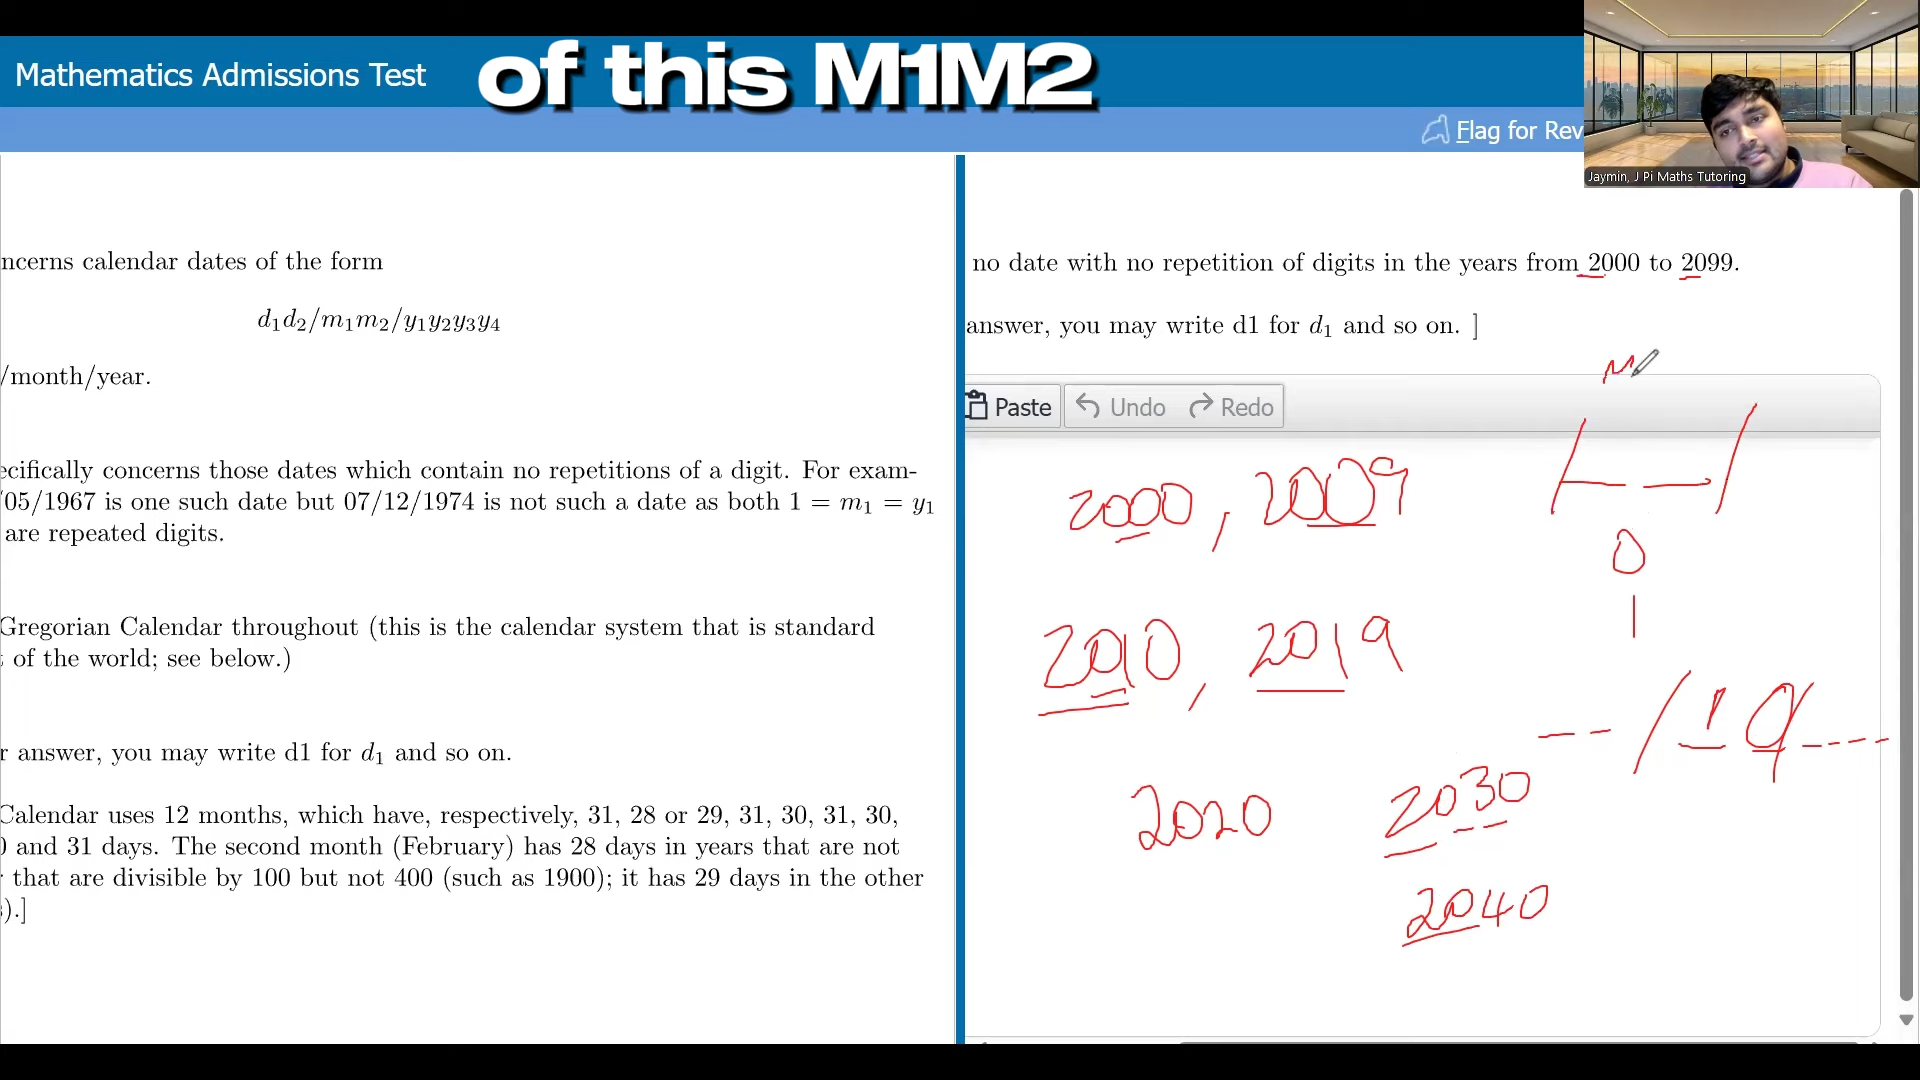 Mathematics Admissions Test
of this M1M2
Flag for Rev
Jaymin, J Pi Maths Tutoring
ncerns calendar dates of the form
d₁d₂/m₁m₂/y₁y₂y₃y₄
/month/year.
ecifically concerns those dates which contain no repetitions of a digit. For exam-
/05/1967 is one such date but 07/12/1974 is not such a date as both 1 = m₁ = y₁
are repeated digits.
Gregorian Calendar throughout (this is the calendar system that is standard
t of the world; see below.)
r answer, you may write d1 for d₁ and so on.
Calendar uses 12 months, which have, respectively, 31, 28 or 29, 31, 30, 31, 30,
0 and 31 days. The second month (February) has 28 days in years that are not
r that are divisible by 100 but not 400 (such as 1900); it has 29 days in the other
s).]
no date with no repetition of digits in the years from 2000 to 2099.
answer, you may write d1 for d₁ and so on. ]
M
Paste Undo Redo
2000, 2009
0
1
2010, 2019
-- / 1 0/ ----
2020 2030
2040